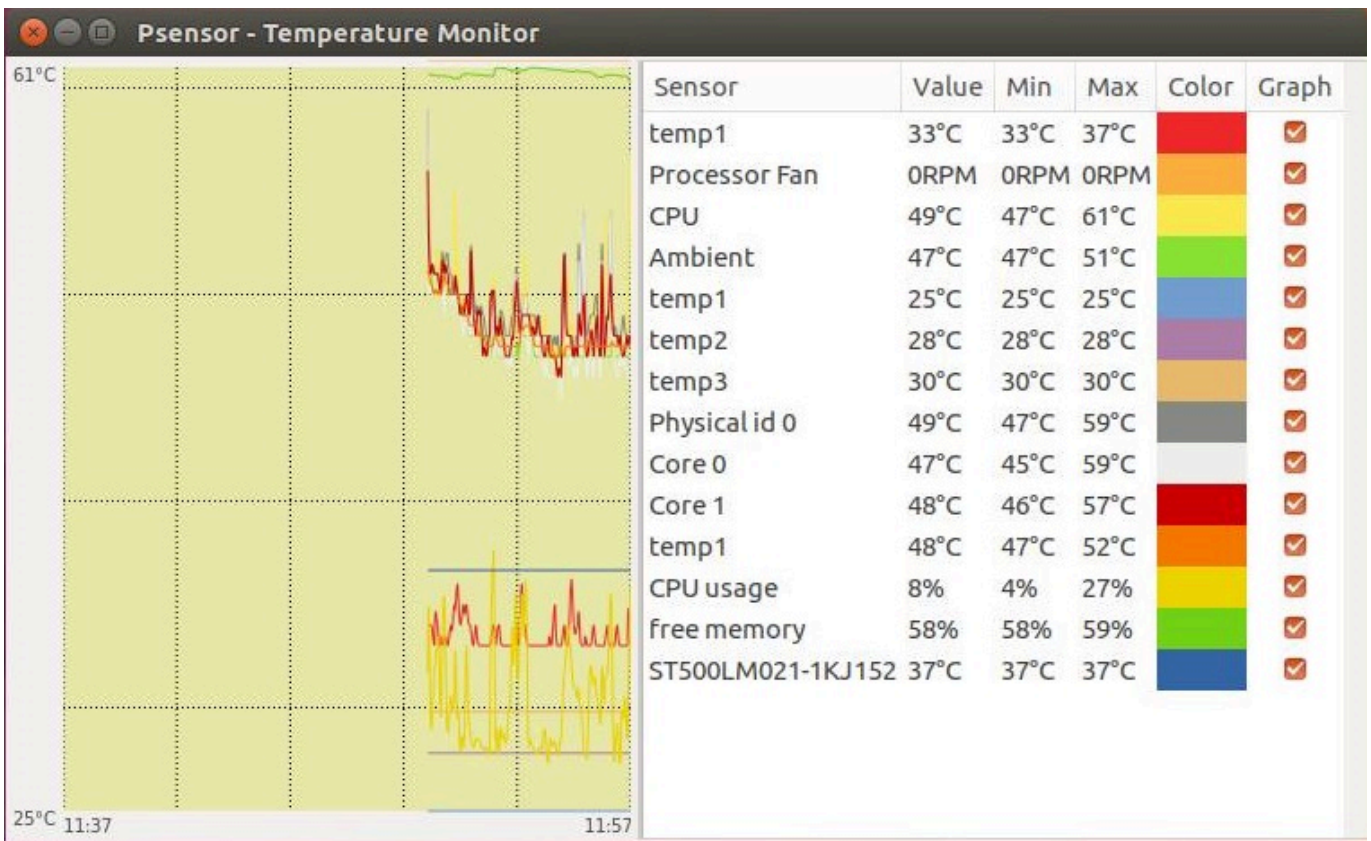 Psensor - Temperature Monitor
61°C
25°C
11:37 11:57
Sensor Value Min Max Color Graph
temp1 33°C 33°C 37°C
Processor Fan 0RPM 0RPM 0RPM
CPU 49°C 47°C 61°C
Ambient 47°C 47°C 51°C
temp1 25°C 25°C 25°C
temp2 28°C 28°C 28°C
temp3 30°C 30°C 30°C
Physical id 0 49°C 47°C 59°C
Core 0 47°C 45°C 59°C
Core 1 48°C 46°C 57°C
temp1 48°C 47°C 52°C
CPU usage 8% 4% 27%
free memory 58% 58% 59%
ST500LM021-1KJ152 37°C 37°C 37°C